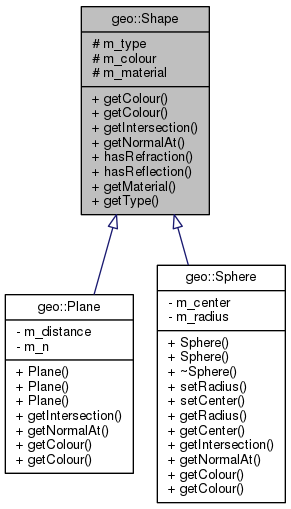 geo::Shape
# m_type
# m_colour
# m_material
+ getColour()
+ getColour()
+ getIntersection()
+ getNormalAt()
+ hasRefraction()
+ hasReflection()
+ getMaterial()
+ getType()
geo::Plane
- m_distance
- m_n
+ Plane()
+ Plane()
+ Plane()
+ getIntersection()
+ getNormalAt()
+ getColour()
+ getColour()
geo::Sphere
- m_center
- m_radius
+ Sphere()
+ Sphere()
+ ~Sphere()
+ setRadius()
+ setCenter()
+ getRadius()
+ getCenter()
+ getIntersection()
+ getNormalAt()
+ getColour()
+ getColour()